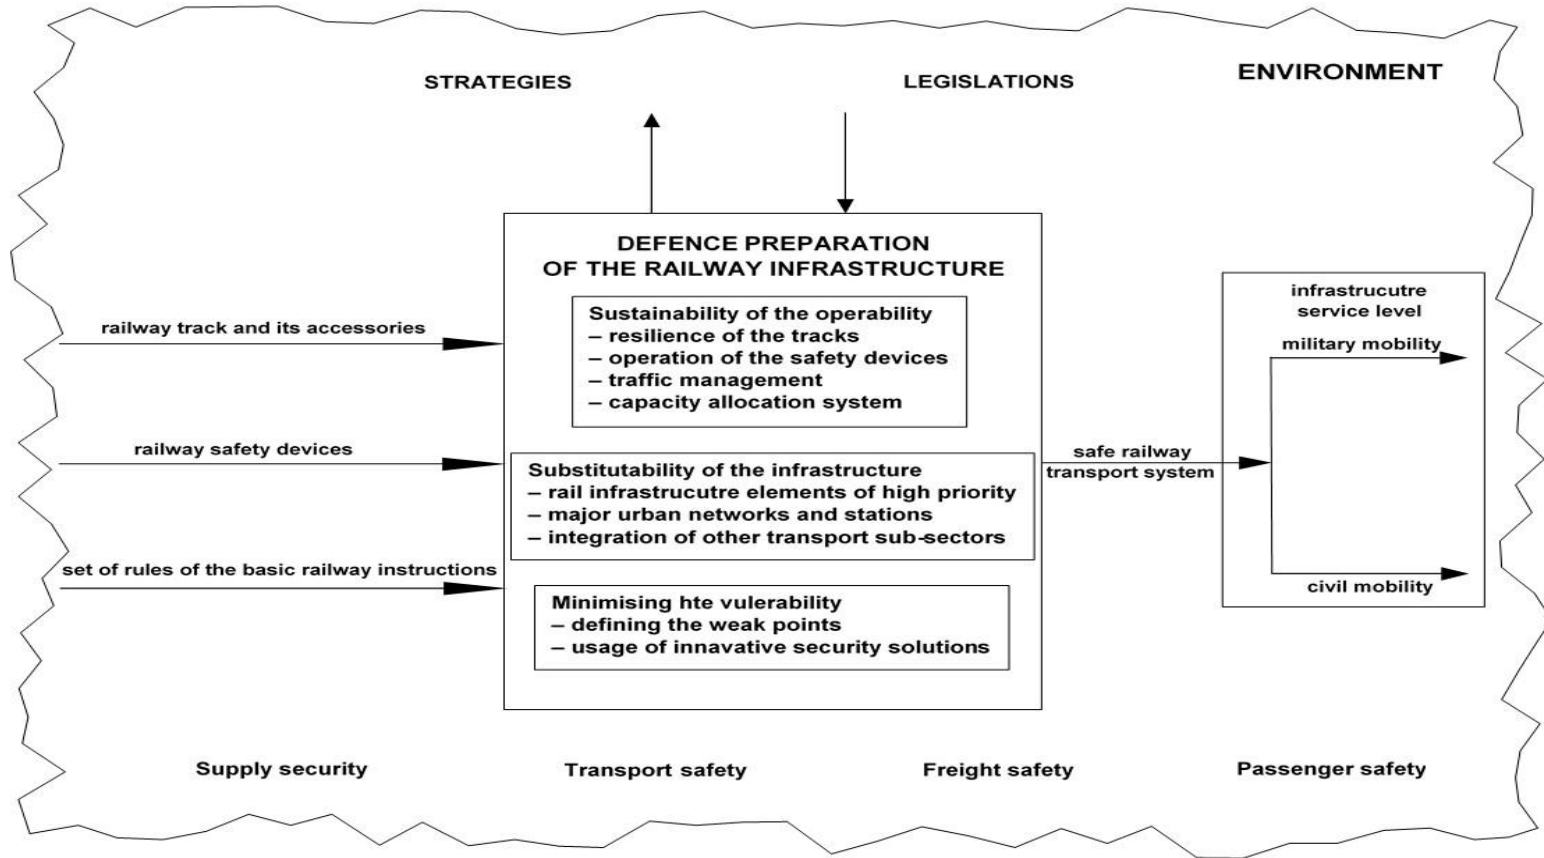 STRATEGIES
LEGISLATIONS
ENVIRONMENT
DEFENCE PREPARATION
OF THE RAILWAY INFRASTRUCTURE
Sustainability of the operability
– resilience of the tracks
– operation of the safety devices
– traffic management
– capacity allocation system
Substitutability of the infrastructure
– rail infrastrucutre elements of high priority
– major urban networks and stations
– integration of other transport sub-sectors
Minimising hte vulerability
– defining the weak points
– usage of innavative security solutions
railway track and its accessories
railway safety devices
set of rules of the basic railway instructions
safe railway
transport system
infrastrucutre
service level
military mobility
civil mobility
Supply security
Transport safety
Freight safety
Passenger safety